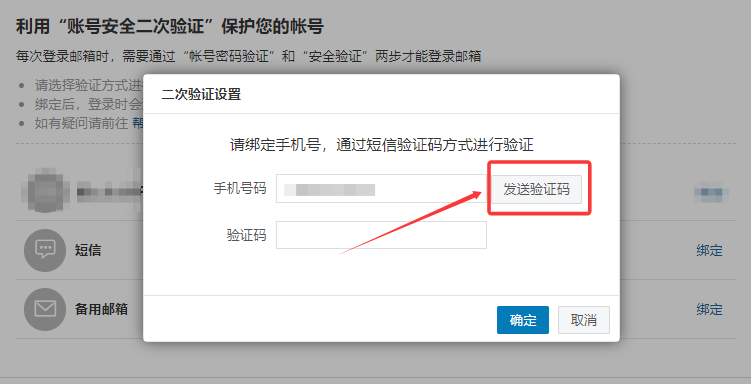 利用“账号安全二次验证”保护您的帐号
每次登录邮箱时，需要通过“帐号密码验证”和“安全验证”两步才能登录邮箱
请选择验证方式进
绑定后，登录时会
如有疑问请前往 帮
二次验证设置
请绑定手机号，通过短信验证码方式进行验证
手机号码
发送验证码
验证码
短信
绑定
备用邮箱
绑定
确定
取消